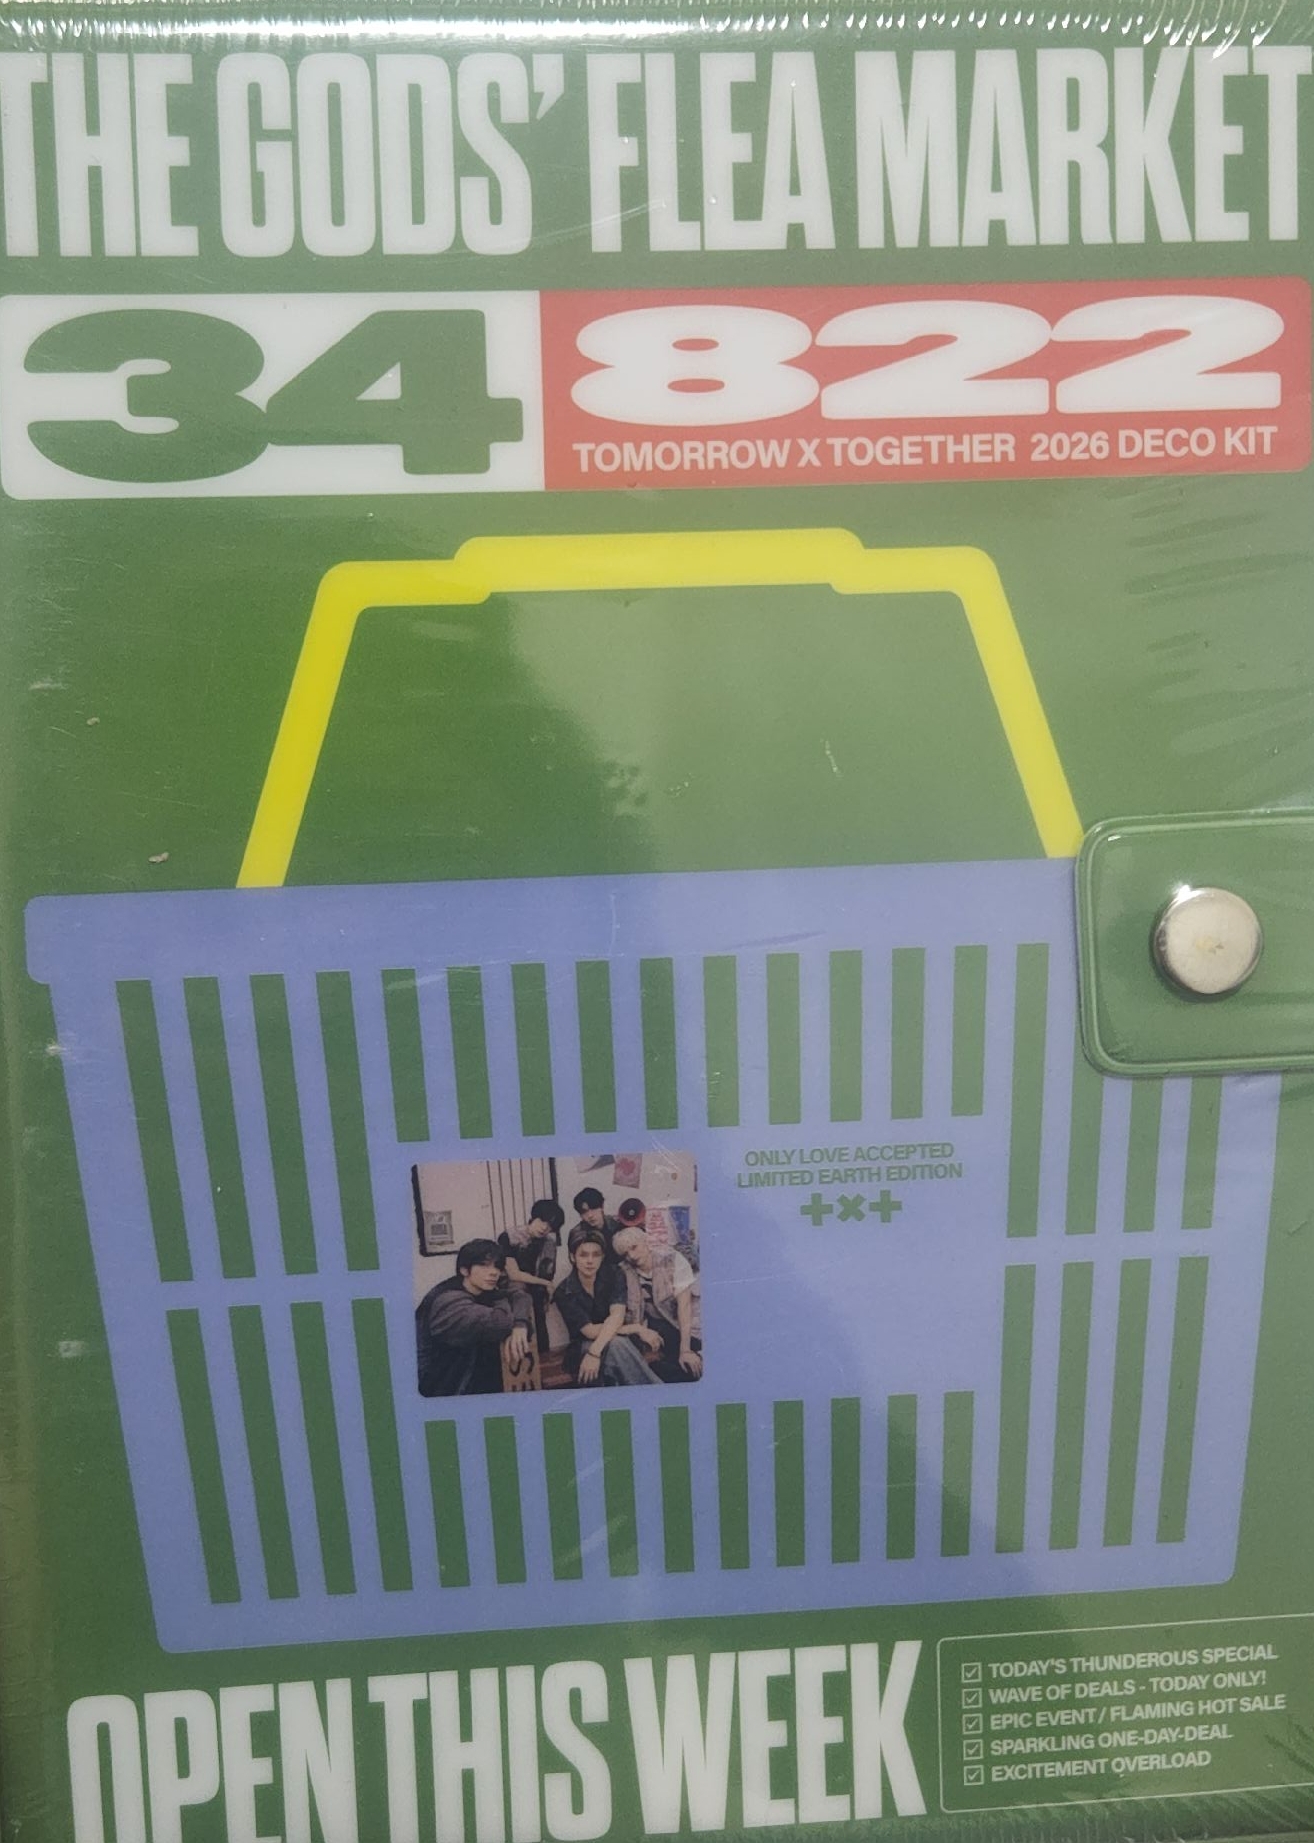 THE GODS' FLEA MARKET
34 822
TOMORROW X TOGETHER 2026 DECO KIT
ONLY LOVE ACCEPTED
LIMITED EARTH EDITION
+×+
OPEN THIS WEEK
TODAY'S THUNDEROUS SPECIAL
WAVE OF DEALS - TODAY ONLY!
EPIC EVENT / FLAMING HOT SALE
SPARKLING ONE-DAY-DEAL
EXCITEMENT OVERLOAD